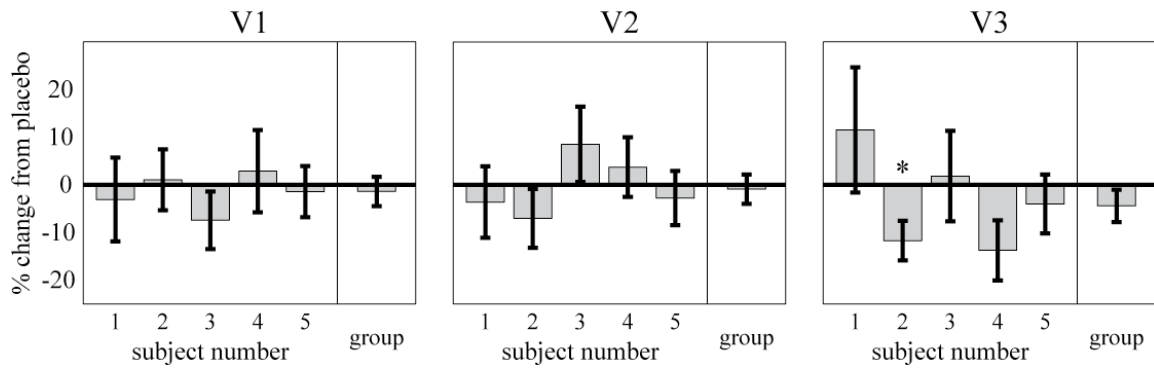 V1 V2 V3
% change from placebo
20
10
0
-10
-20
*
1 2 3 4 5 group
subject number
1 2 3 4 5 group
subject number
1 2 3 4 5 group
subject number